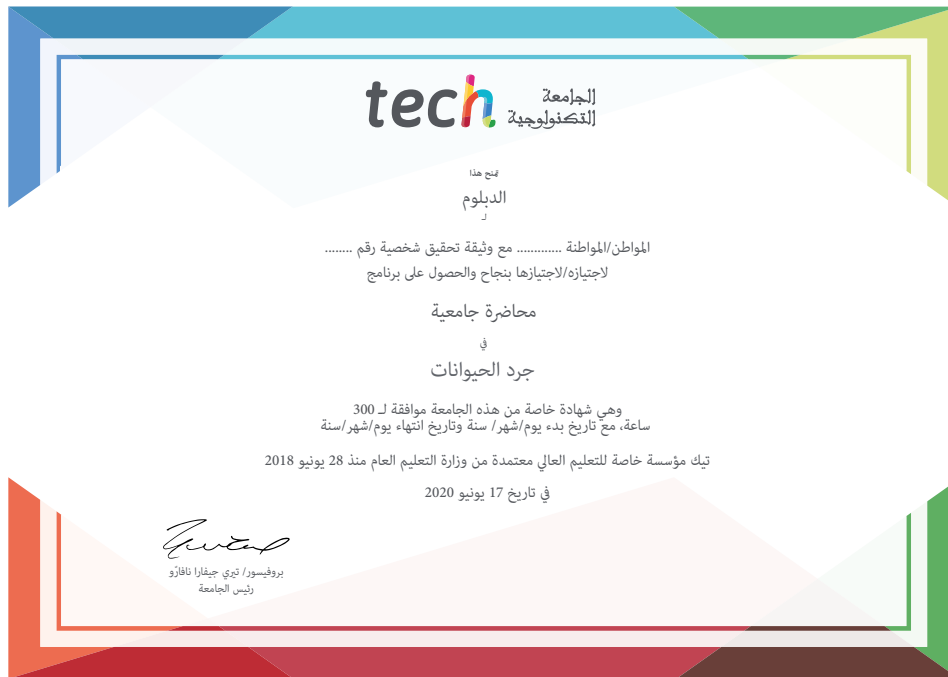 tech الجامعة
التكنولوجية
يمنح هذا
الدبلوم
لـ
المواطن/المواطنة ............. مع وثيقة تحقيق شخصية رقم ........
لاجتيازه/لاجتيازها بنجاح والحصول على برنامج
محاضرة جامعية
في
جرد الحيوانات
وهي شهادة خاصة من هذه الجامعة موافقة لـ 300
ساعة، مع تاريخ بدء يوم/شهر/ سنة وتاريخ انتهاء يوم/شهر/سنة
تيك مؤسسة خاصة للتعليم العالي معتمدة من وزارة التعليم العام منذ 28 يونيو 2018
في تاريخ 17 يونيو 2020
بروفيسور/ تيري جيفارا نافارّو
رئيس الجامعة